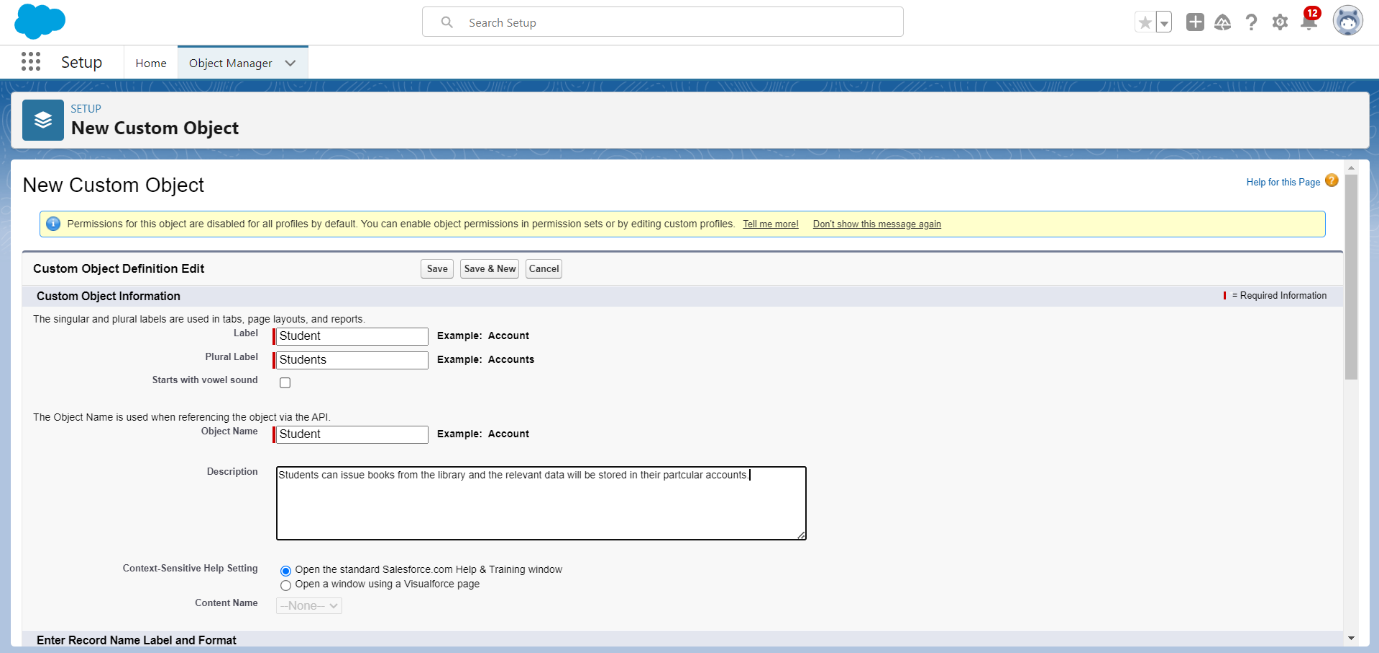 Search Setup
12
Setup
Home
Object Manager
SETUP
New Custom Object
New Custom Object
Help for this Page ?
Permissions for this object are disabled for all profiles by default. You can enable object permissions in permission sets or by editing custom profiles. Tell me more! Don't show this message again
Custom Object Definition Edit Save Save & New Cancel
Custom Object Information = Required Information
The singular and plural labels are used in tabs, page layouts, and reports.
Label Student Example: Account
Plural Label Students Example: Accounts
Starts with vowel sound
The Object Name is used when referencing the object via the API.
Object Name Student Example: Account
Description Students can issue books from the library and the relevant data will be stored in their partcular accounts
Context-Sensitive Help Setting Open the standard Salesforce.com Help & Training window
Open a window using a Visualforce page
Content Name --None--
Enter Record Name Label and Format